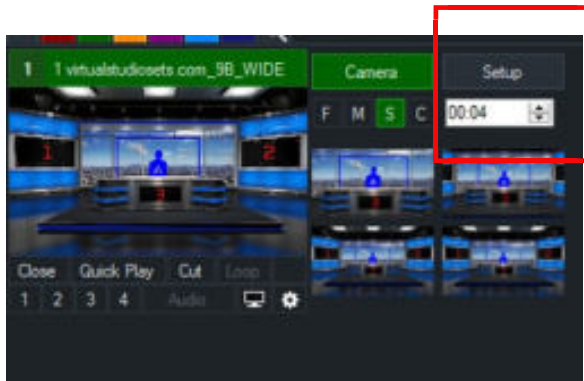 1 1 virtualstudiosets.com_9B_WIDE
Camera Setup
F M S C 00:04
1 2
3
Close Quick Play Cut Loop
1 2 3 4 Audio